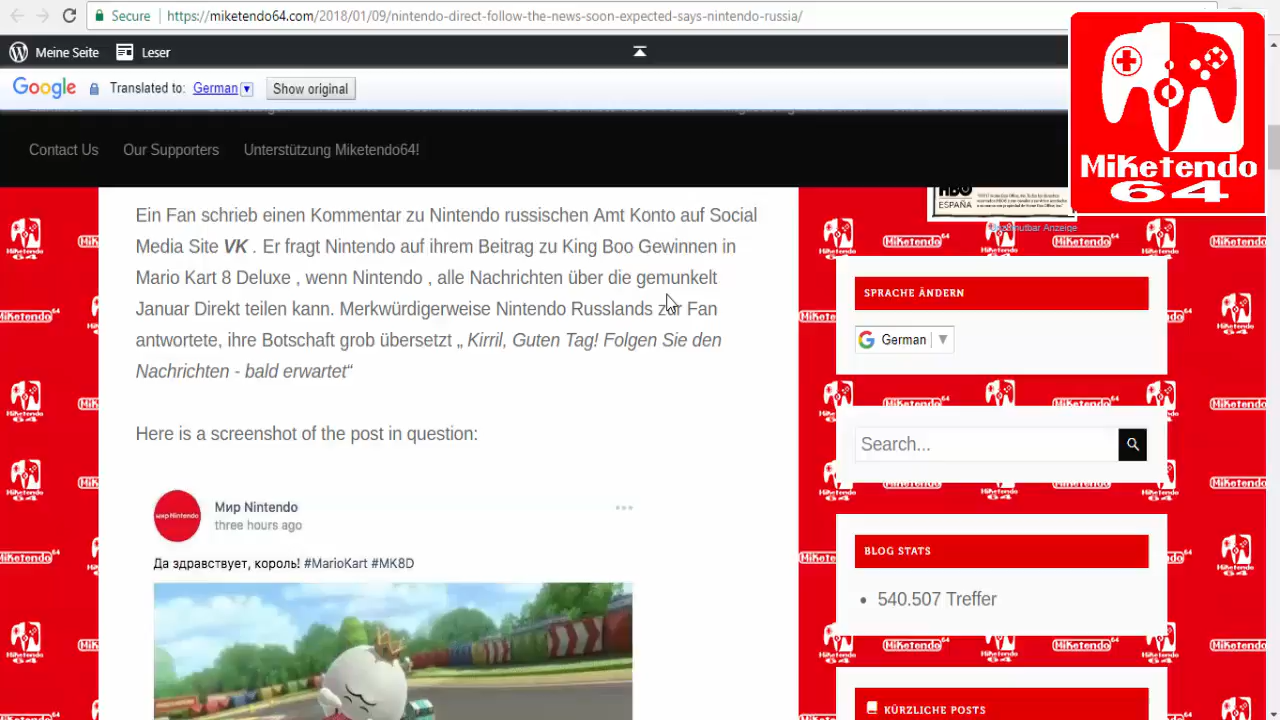 Secure
https://miketendo64.com/2018/01/09/nintendo-direct-follow-the-news-soon-expected-says-nintendo-russia/
Meine Seite
Leser
Google
Translated to:
German
Show original
Contact Us
Our Supporters
Unterstützung Miketendo64!
MiKetendo
64
Ein Fan schrieb einen Kommentar zu Nintendo russischen Amt Konto auf Social
Media Site VK . Er fragt Nintendo auf ihrem Beitrag zu King Boo Gewinnen in
Mario Kart 8 Deluxe , wenn Nintendo , alle Nachrichten über die gemunkelt
Januar Direkt teilen kann. Merkwürdigerweise Nintendo Russlands zur Fan
antwortete, ihre Botschaft grob übersetzt „ Kirril, Guten Tag! Folgen Sie den
Nachrichten - bald erwartet“
Here is a screenshot of the post in question:
мир Nintendo
Мир Nintendo
three hours ago
Да здравствует, король! #MarioKart #MK8D
HBO
ESPAÑA
Anzeige
SPRACHE ÄNDERN
German
Search...
BLOG STATS
540.507 Treffer
KÜRZLICHE POSTS